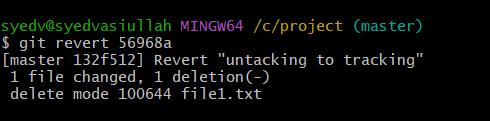 syedv@syedvasiullah MINGW64 /c/project (master)
$ git revert 56968a
[master 132f512] Revert "untacking to tracking"
1 file changed, 1 deletion(-)
delete mode 100644 file1.txt